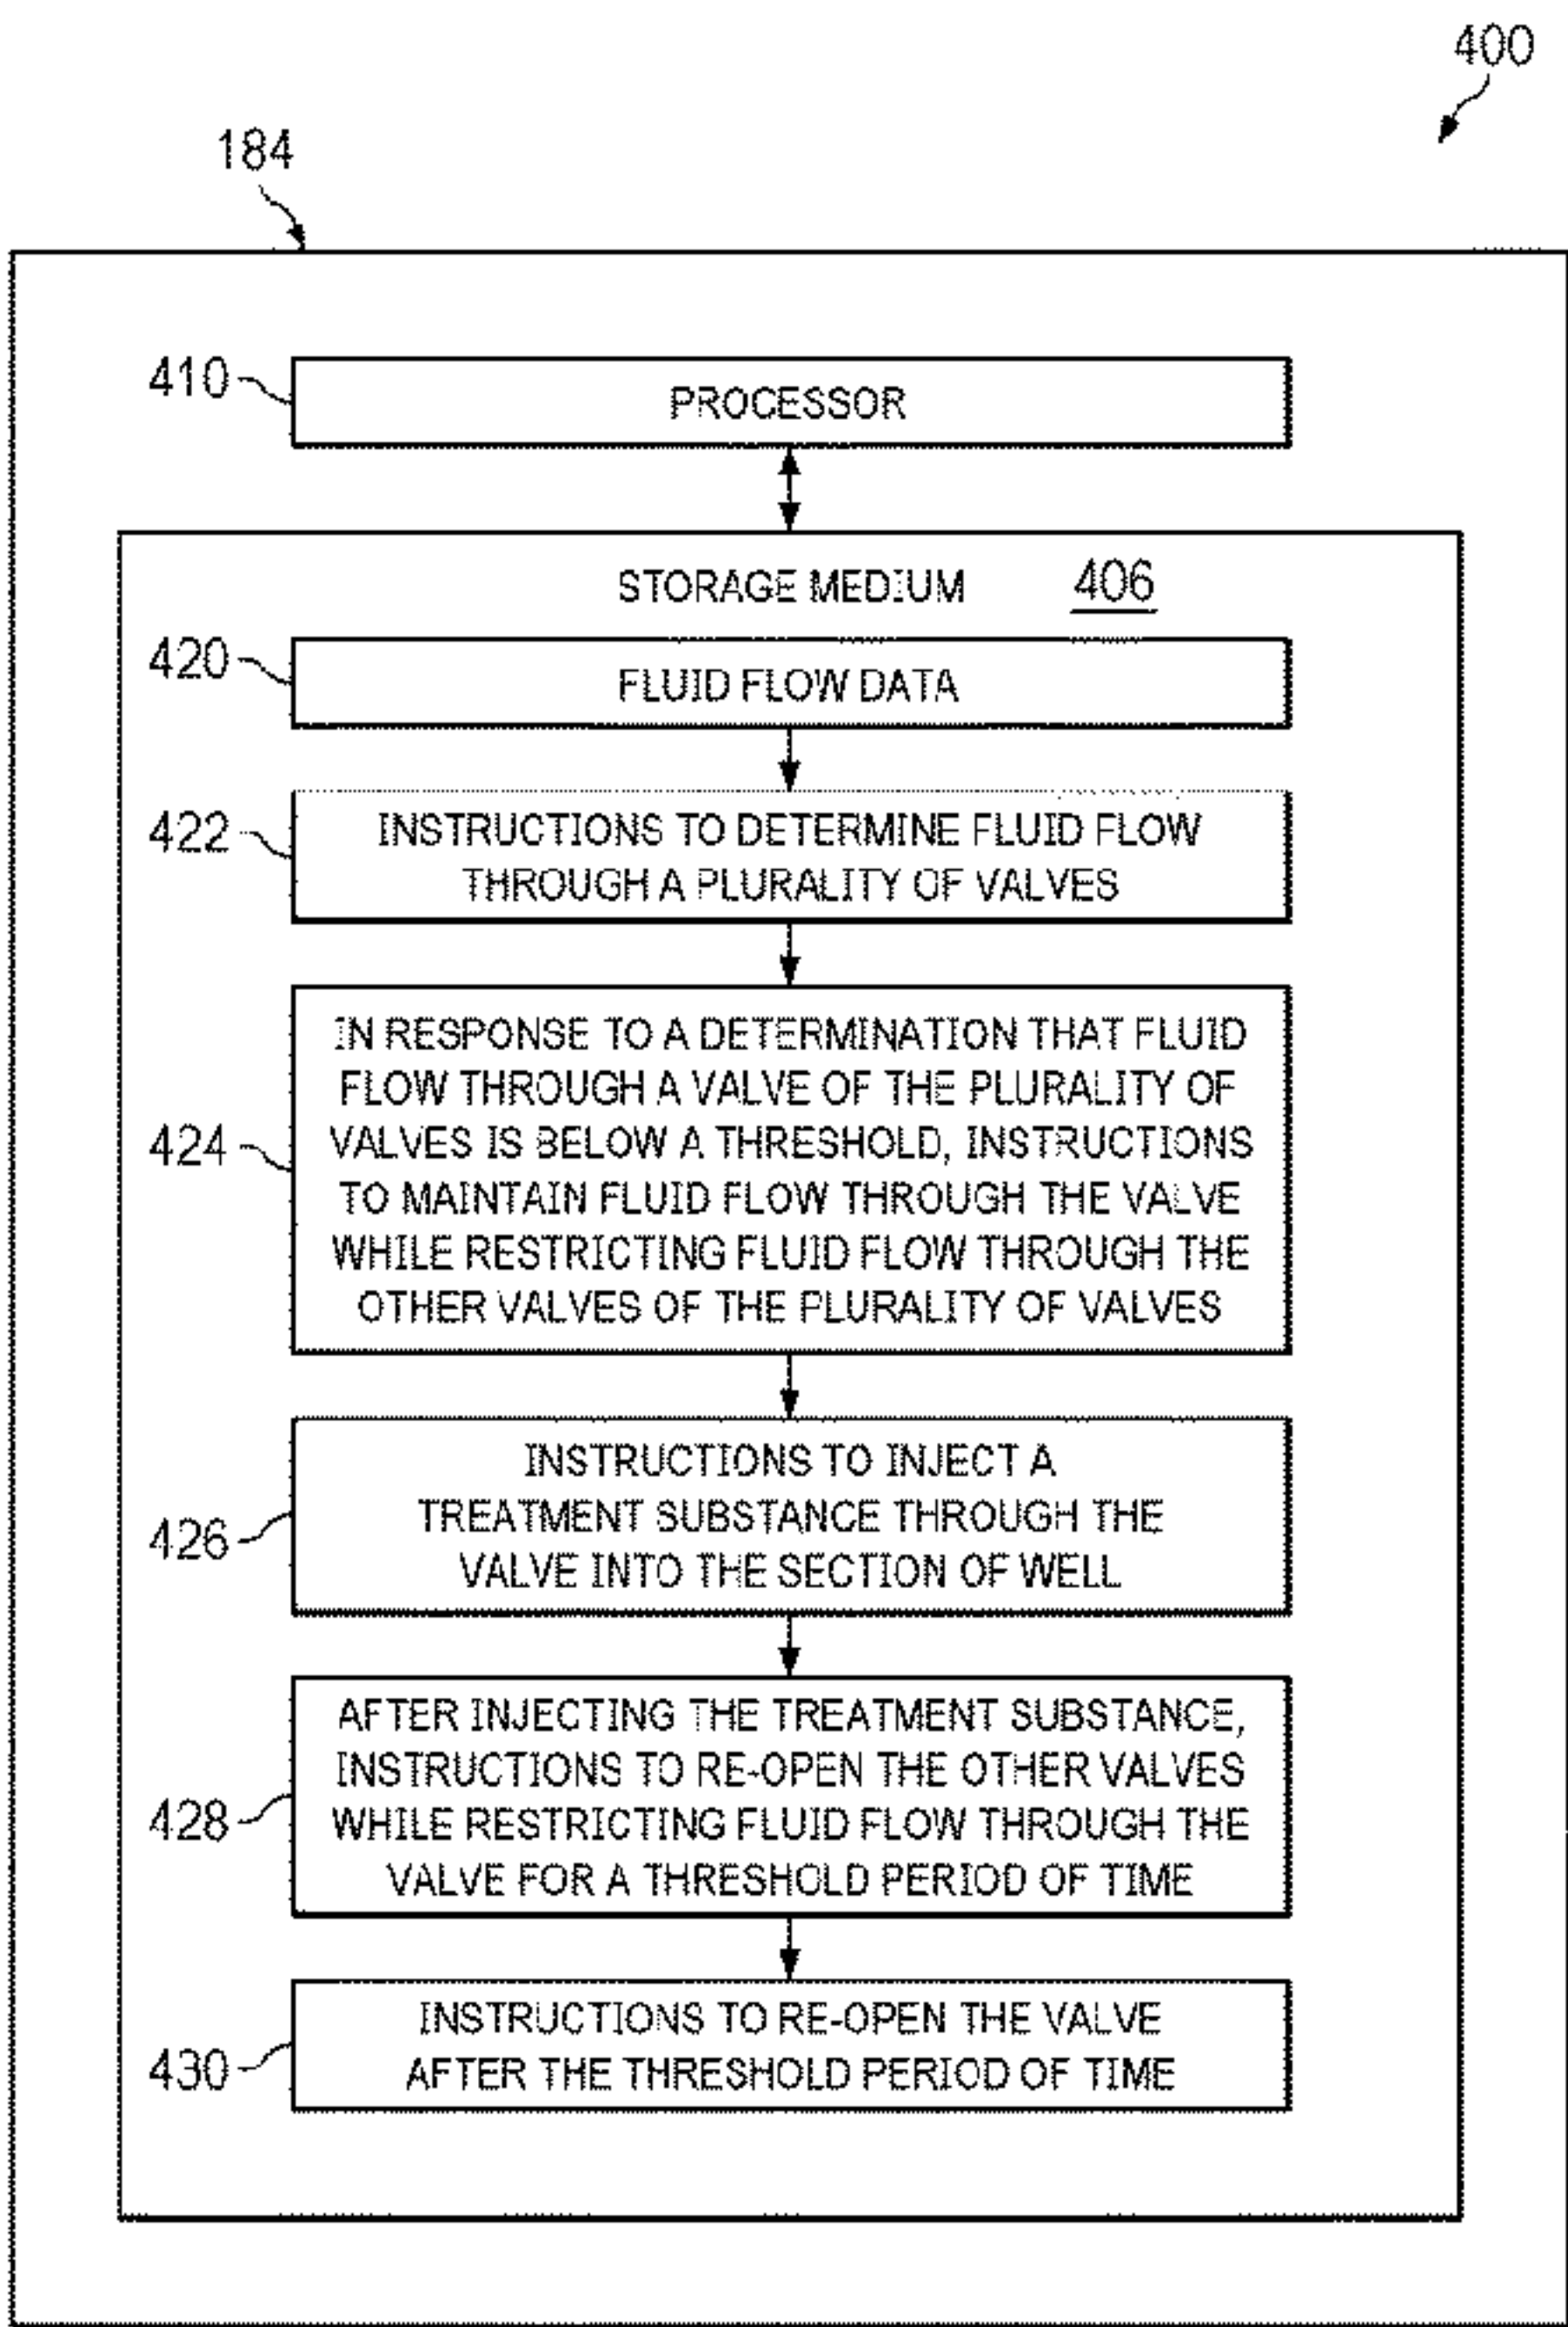 400
184
410
PROCESSOR
STORAGE MEDIUM 406
420
FLUID FLOW DATA
422
INSTRUCTIONS TO DETERMINE FLUID FLOW
THROUGH A PLURALITY OF VALVES
424
IN RESPONSE TO A DETERMINATION THAT FLUID
FLOW THROUGH A VALVE OF THE PLURALITY OF
VALVES IS BELOW A THRESHOLD, INSTRUCTIONS
TO MAINTAIN FLUID FLOW THROUGH THE VALVE
WHILE RESTRICTING FLUID FLOW THROUGH THE
OTHER VALVES OF THE PLURALITY OF VALVES
426
INSTRUCTIONS TO INJECT A
TREATMENT SUBSTANCE THROUGH THE
VALVE INTO THE SECTION OF WELL
428
AFTER INJECTING THE TREATMENT SUBSTANCE,
INSTRUCTIONS TO RE-OPEN THE OTHER VALVES
WHILE RESTRICTING FLUID FLOW THROUGH THE
VALVE FOR A THRESHOLD PERIOD OF TIME
430
INSTRUCTIONS TO RE-OPEN THE VALVE
AFTER THE THRESHOLD PERIOD OF TIME